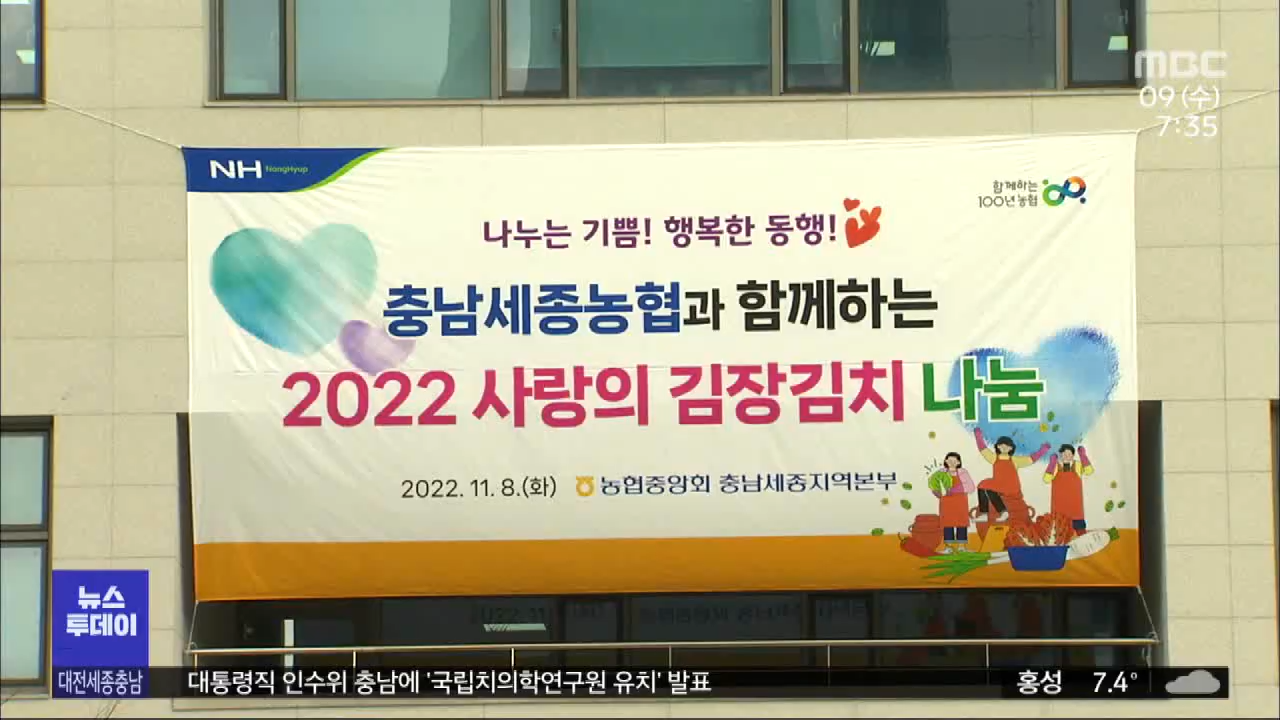 MBC
09 (수)
7:35
NH NongHyup
함께하는
100년 농협
나누는 기쁨! 행복한 동행!
충남세종농협과 함께하는
2022 사랑의 김장김치 나눔
2022. 11. 8.(화) 농협중앙회 충남세종지역본부
뉴스
투데이
대전세종충남 대통령직 인수위 충남에 '국립치의학연구원 유치' 발표 홍성 7.4°